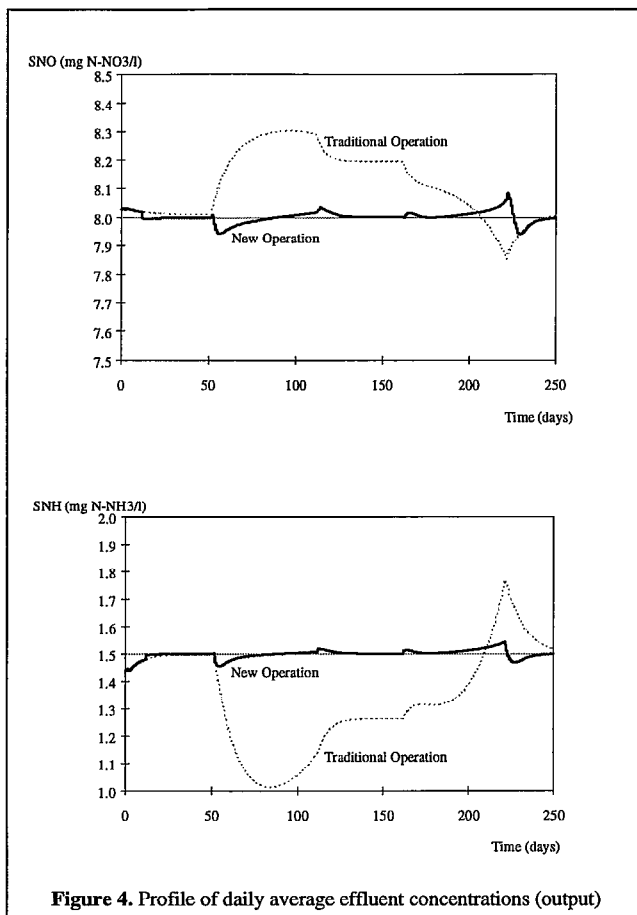 SNO (mg N-NO3/l)
8.5
8.4
8.3
8.2
8.1
8.0
7.9
7.8
7.7
7.6
7.5
Traditional Operation
New Operation
0 50 100 150 200 250
Time (days)
SNH (mg N-NH3/l)
2.0
1.9
1.8
1.7
1.6
1.5
1.4
1.3
1.2
1.1
1.0
New Operation
Traditional Operation
0 50 100 150 200 250
Time (days)
Figure 4. Profile of daily average effluent concentrations (output)